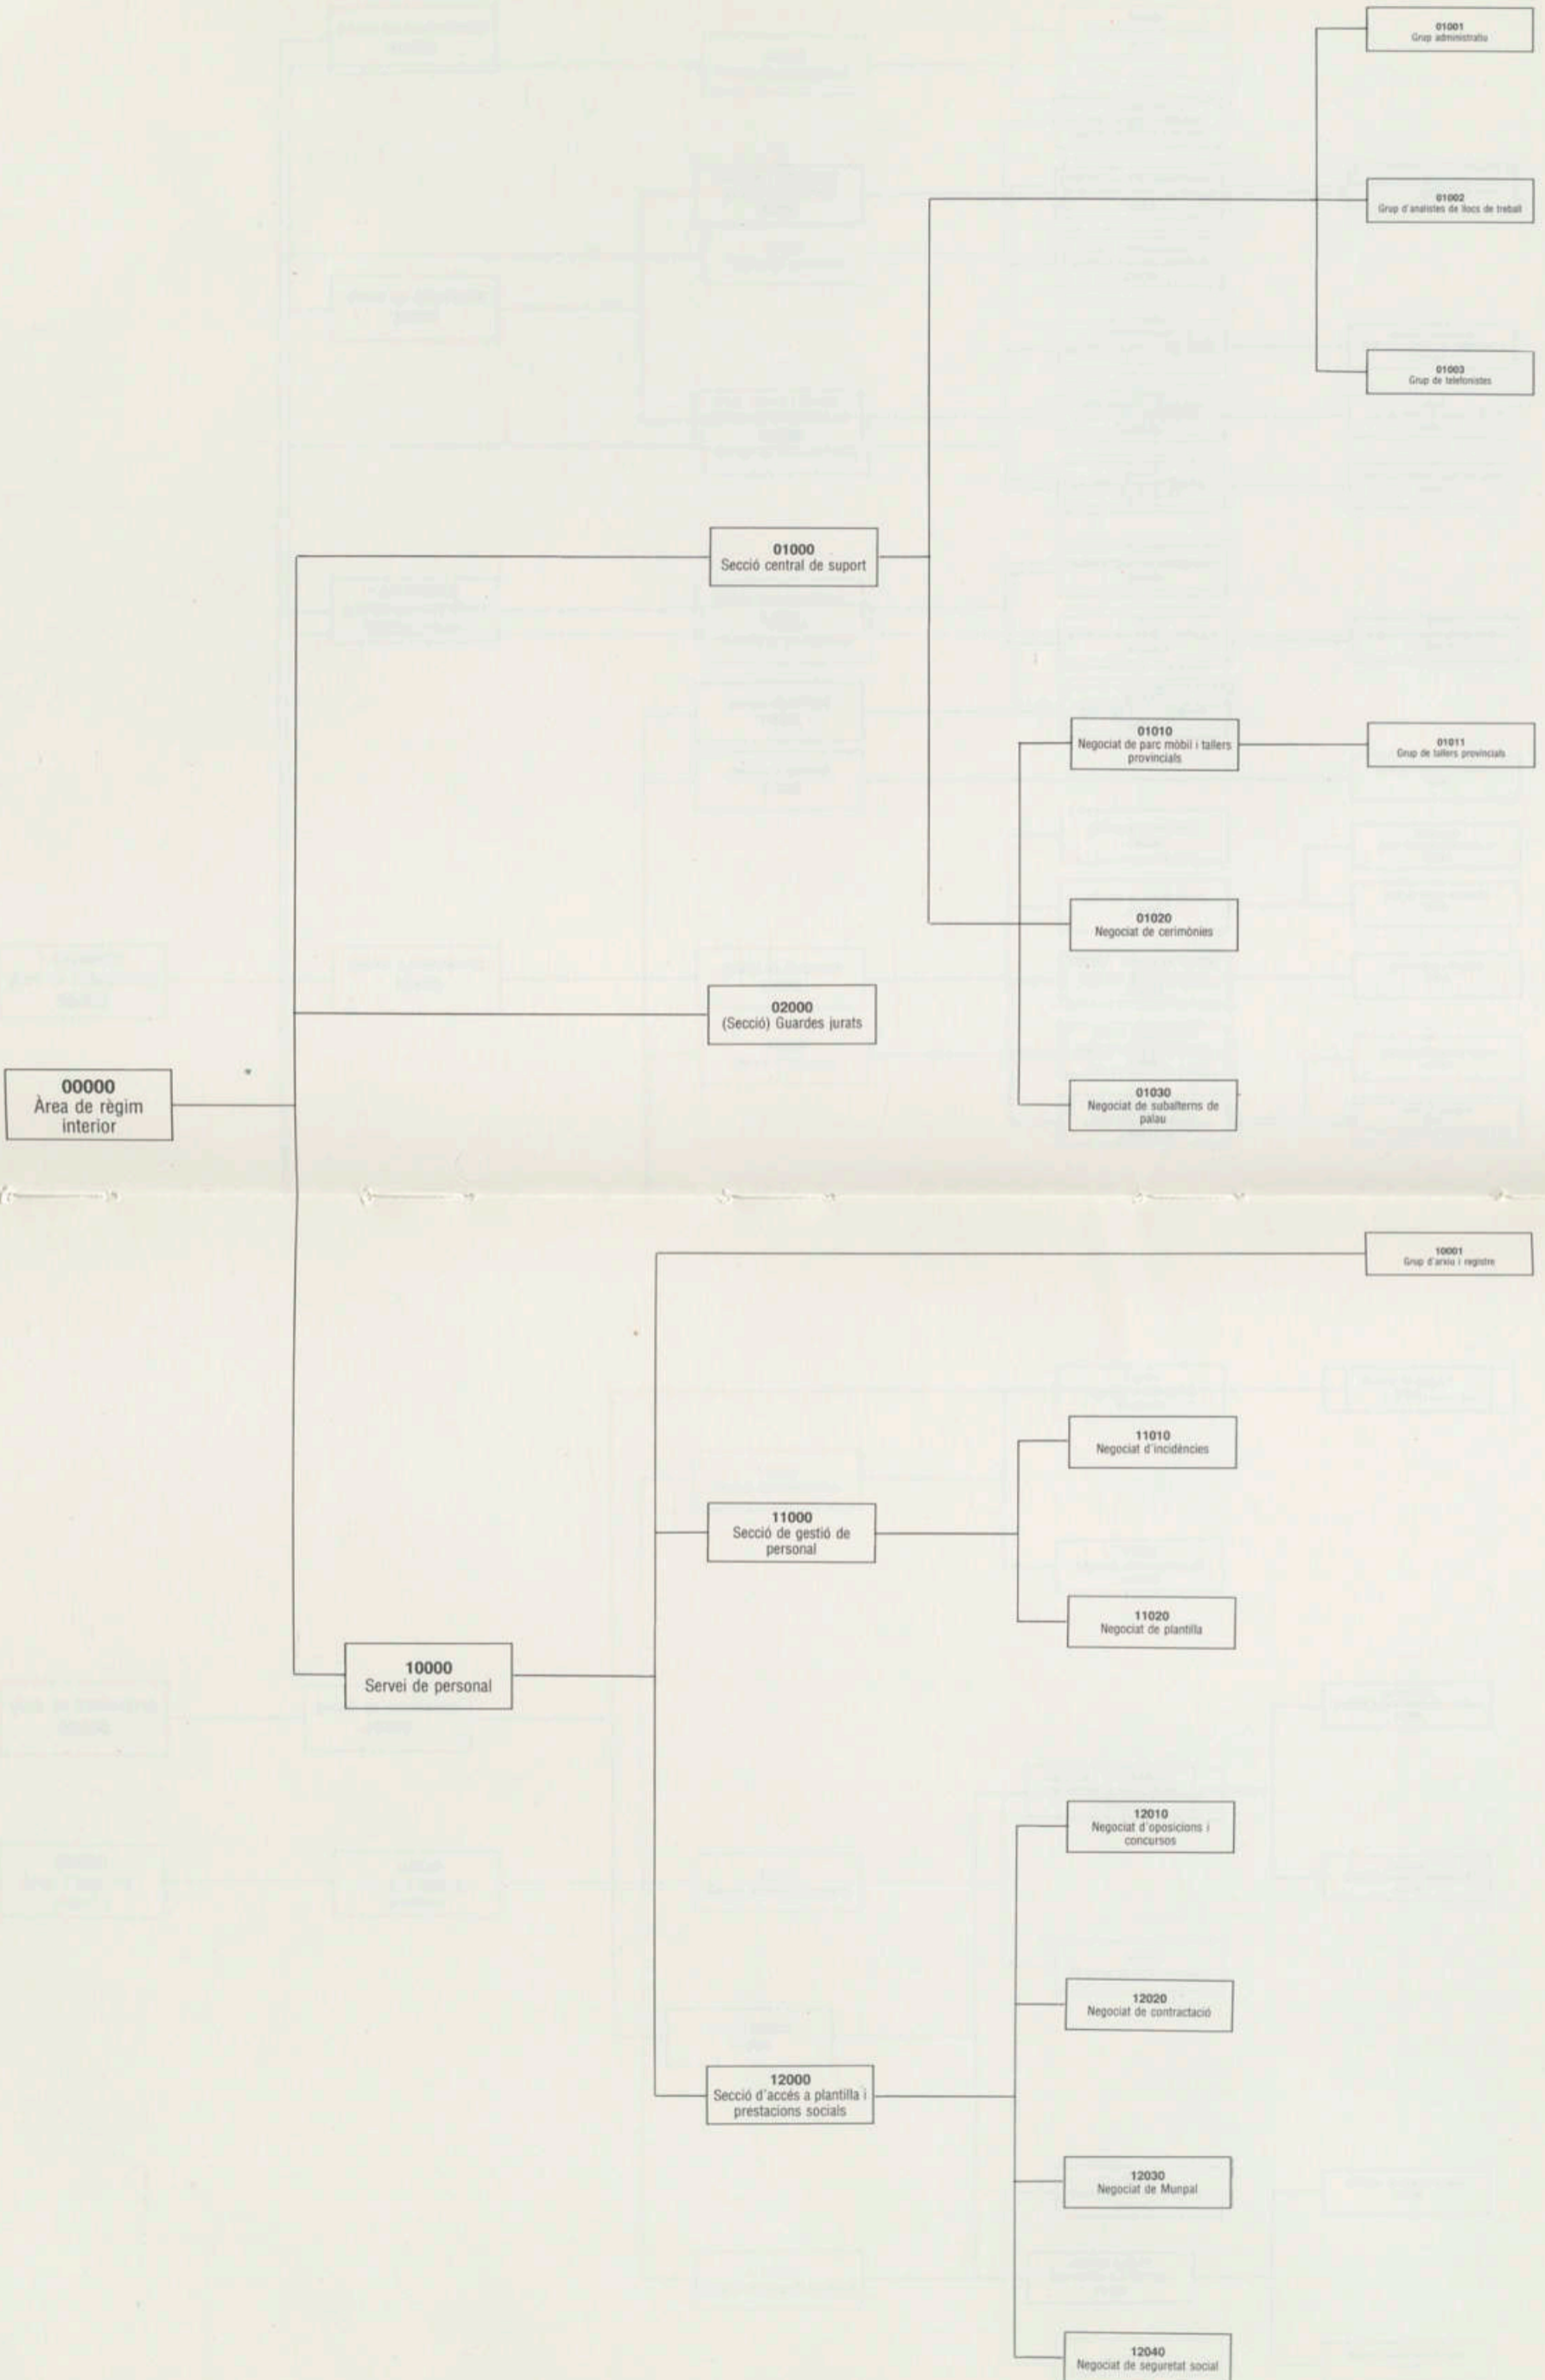 01001
Grup administratiu
01002
Grup d'analistes de llocs de treball
01003
Grup de telefonistes
01000
Secció central de suport
01010
Negociat de parc mòbil i tallers
provincials
01011
Grup de tallers provincials
01020
Negociat de cerimònies
02000
(Secció) Guardes jurats
00000
Àrea de règim
interior
01030
Negociat de subalterns de
palau
10001
Grup d'arxiu i registre
11010
Negociat d'incidències
11000
Secció de gestió de
personal
11020
Negociat de plantilla
10000
Servei de personal
12010
Negociat d'oposicions i
concursos
12020
Negociat de contractació
12000
Secció d'accés a plantilla i
prestacions socials
12030
Negociat de Munpal
12040
Negociat de seguretat social